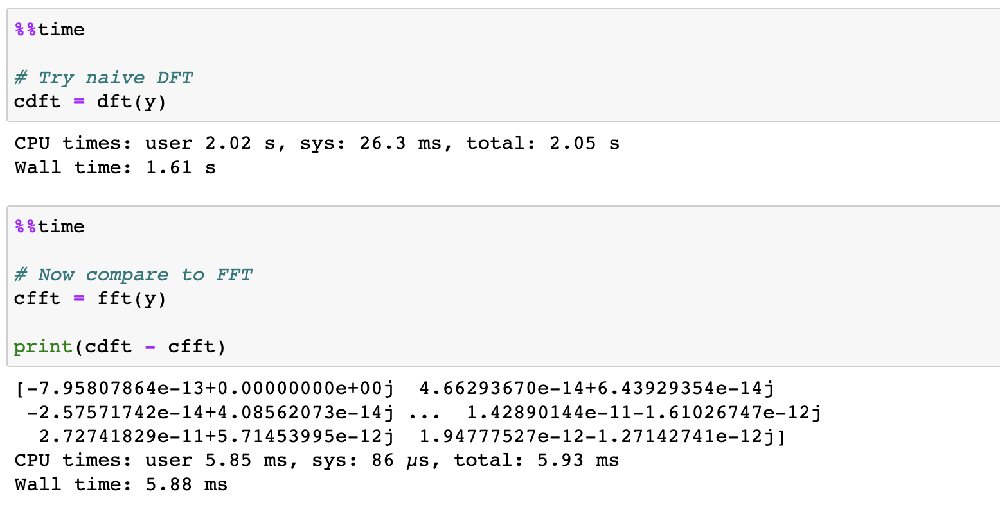 %%time
# Try naive DFT
cdft = dft(y)
CPU times: user 2.02 s, sys: 26.3 ms, total: 2.05 s
Wall time: 1.61 s
%%time
# Now compare to FFT
cfft = fft(y)
print(cdft - cfft)
[-7.95807864e-13+0.00000000e+00j  4.66293670e-14+6.43929354e-14j
 -2.57571742e-14+4.08562073e-14j ...  1.42890144e-11-1.61026747e-12j
  2.72741829e-11+5.71453995e-12j  1.94777527e-12-1.27142741e-12j]
CPU times: user 5.85 ms, sys: 86 µs, total: 5.93 ms
Wall time: 5.88 ms